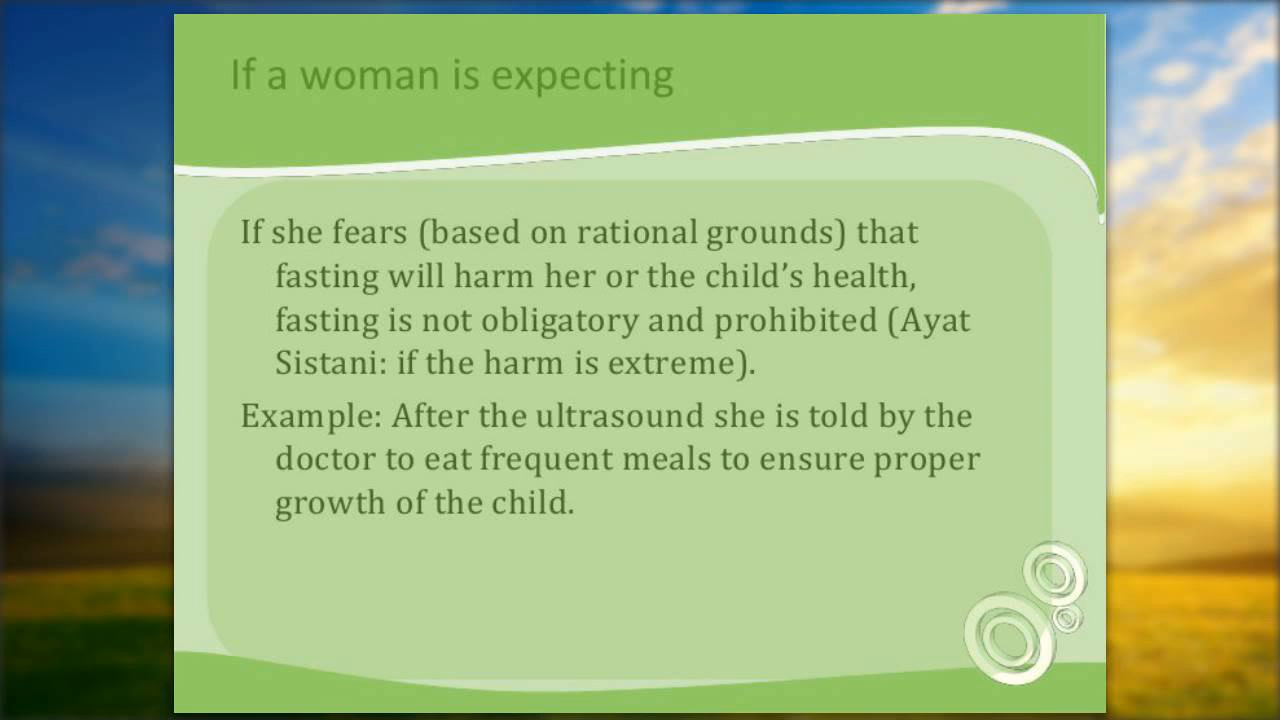 If a woman is expecting
If she fears (based on rational grounds) that
fasting will harm her or the child’s health,
fasting is not obligatory and prohibited (Ayat
Sistani: if the harm is extreme).
Example: After the ultrasound she is told by the
doctor to eat frequent meals to ensure proper
growth of the child.